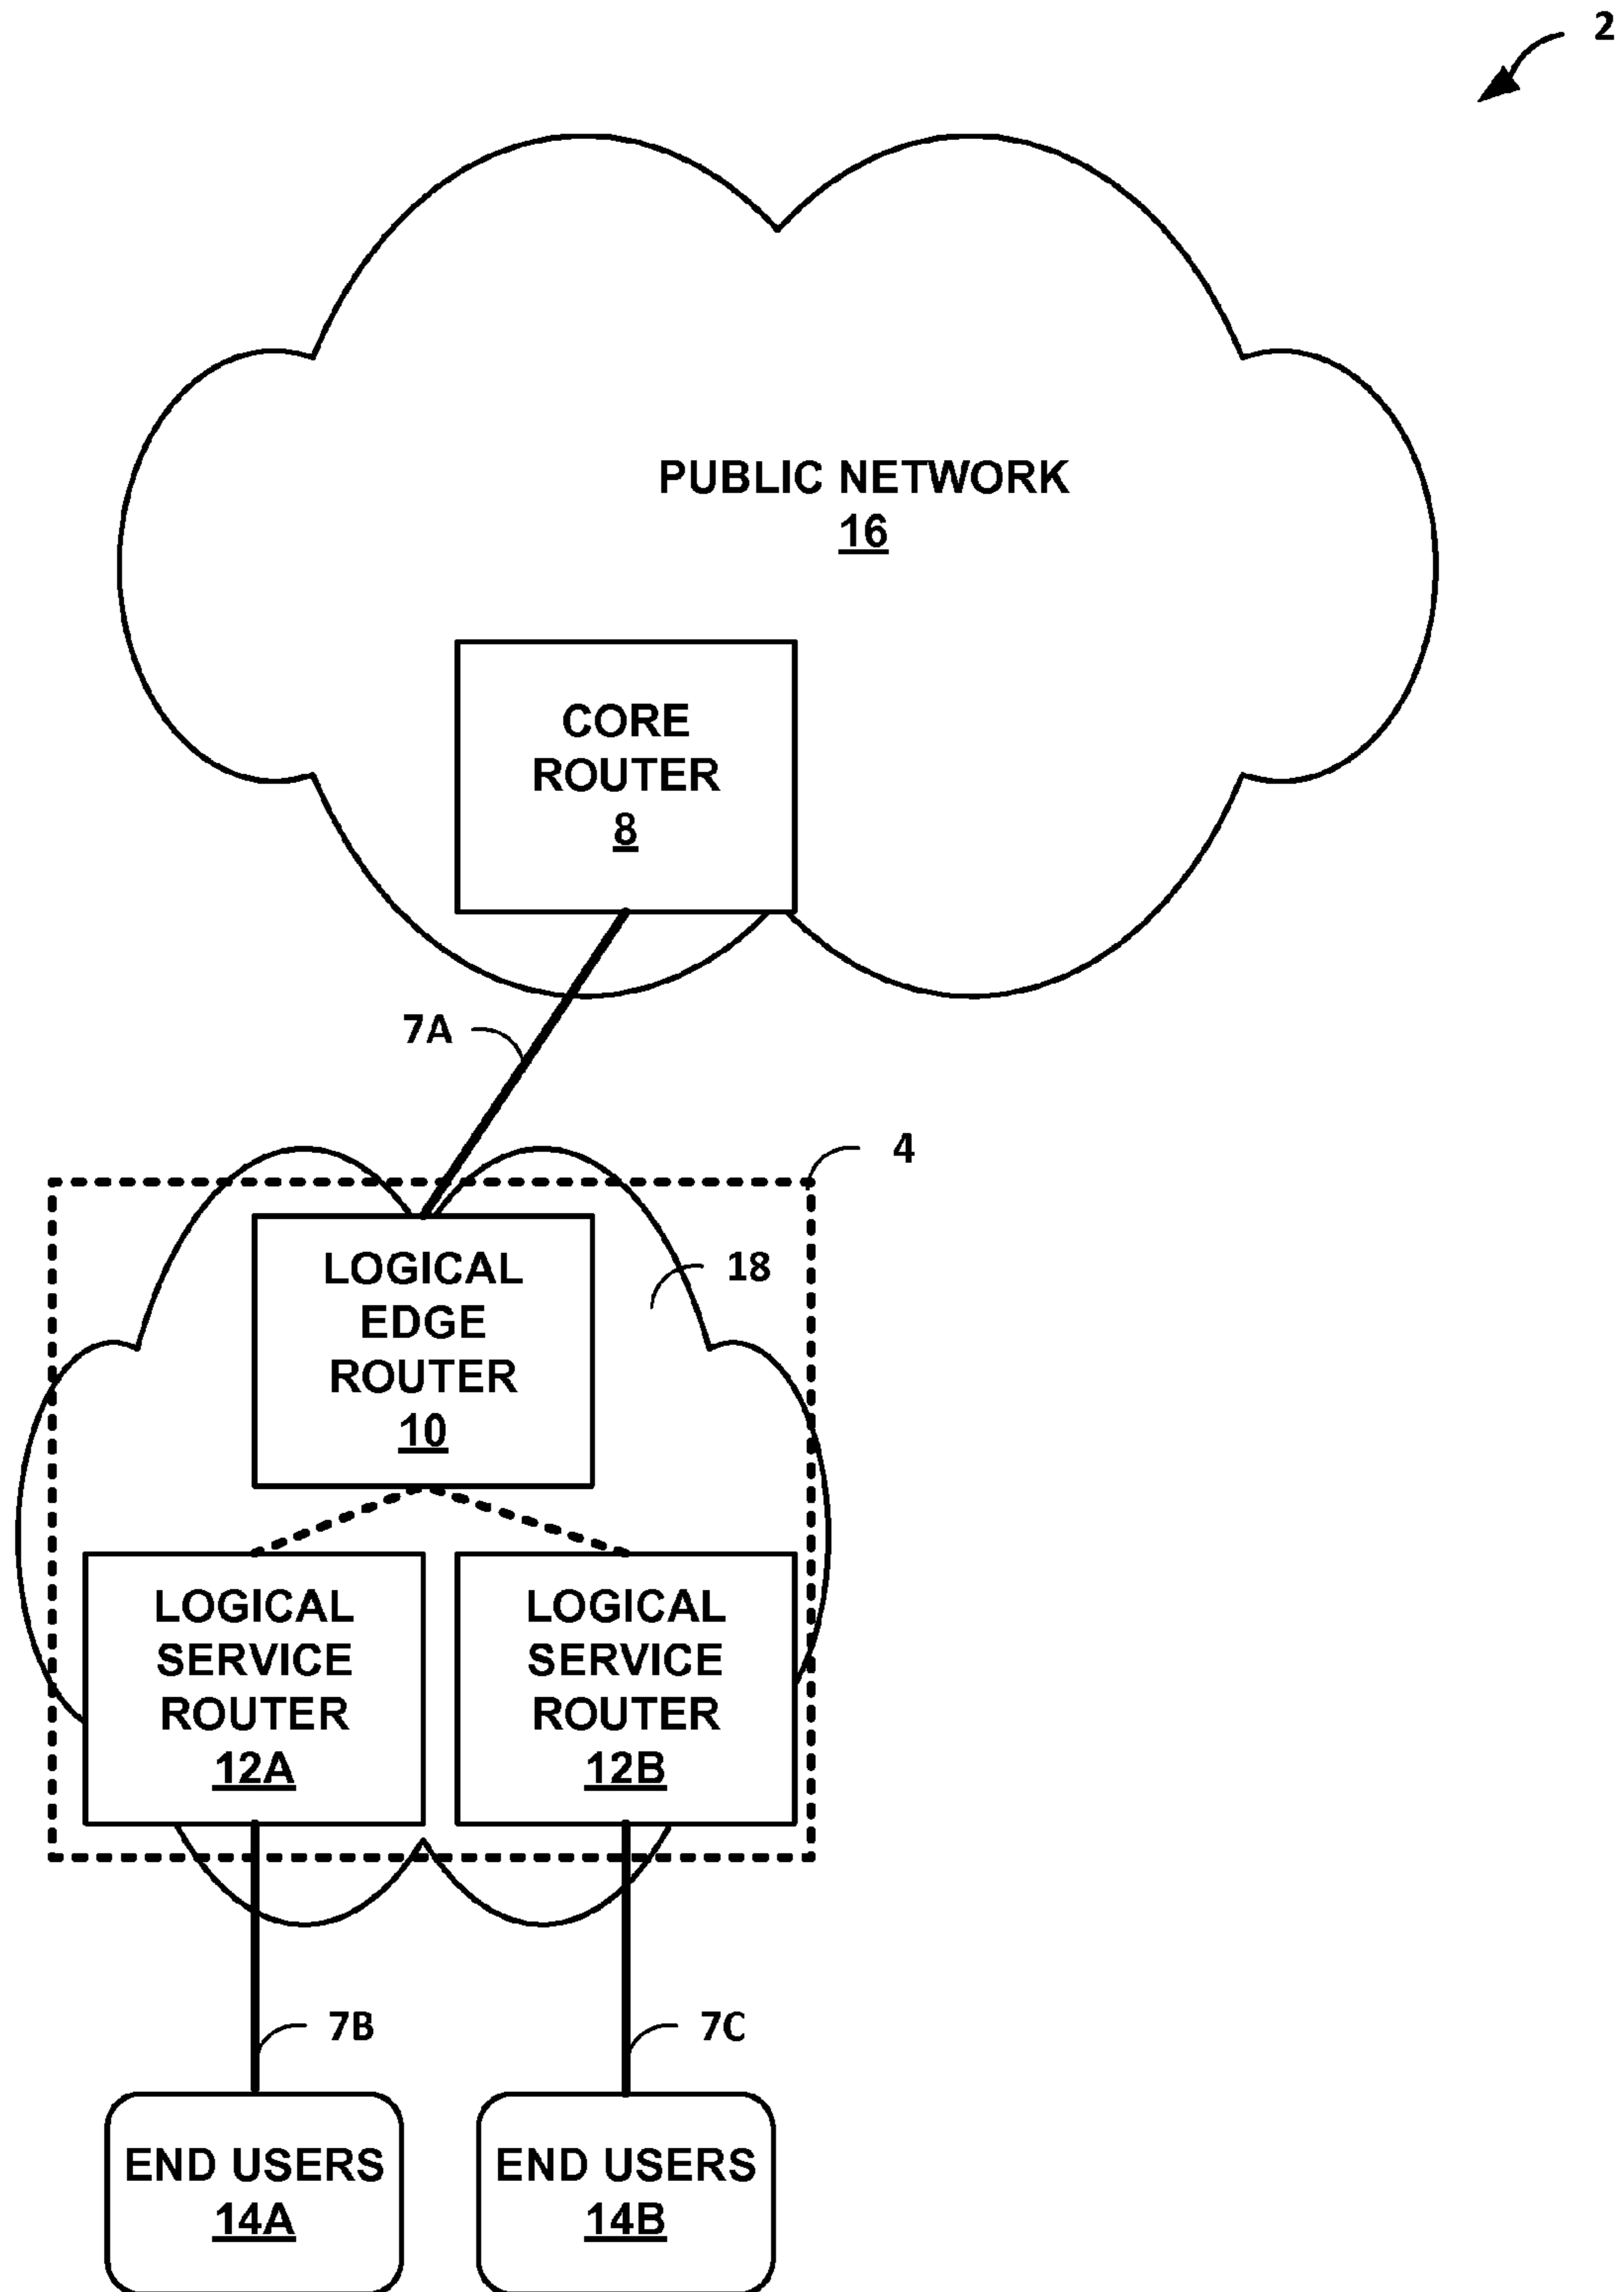 2
PUBLIC NETWORK
16
CORE
ROUTER
8
7A
4
18
LOGICAL
EDGE
ROUTER
10
LOGICAL
SERVICE
ROUTER
12A
LOGICAL
SERVICE
ROUTER
12B
7B
7C
END USERS
14A
END USERS
14B